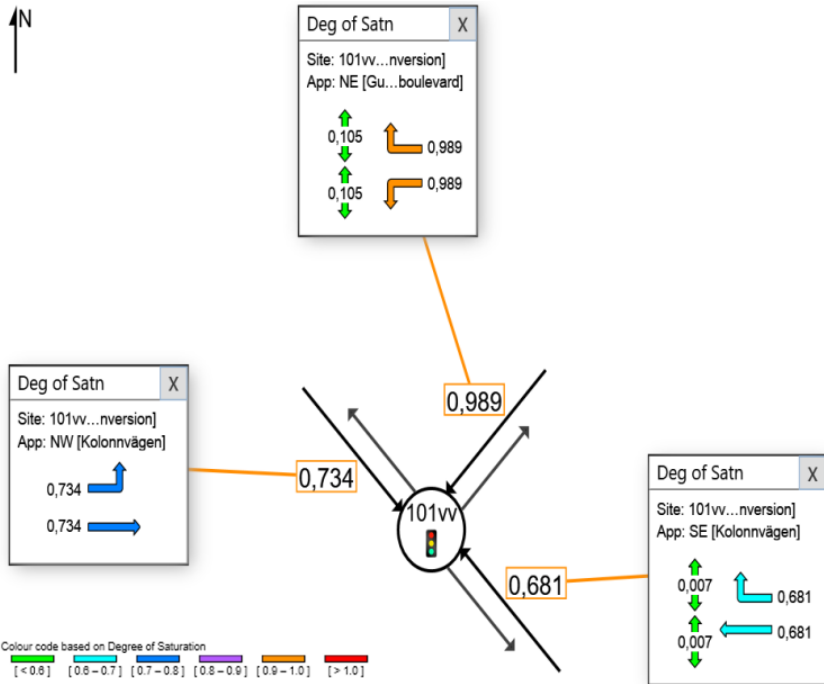 N
Deg of Satn X
Site: 101vv...nversion]
App: NE [Gu...boulevard]
0,105
0,989
0,105
0,989
Deg of Satn X
Site: 101vv...nversion]
App: NW [Kolonnvägen]
0,734
0,734
0,989
0,734
101vv
0,681
Deg of Satn X
Site: 101vv...nversion]
App: SE [Kolonnvägen]
0,007
0,681
0,007
0,681
Colour code based on Degree of Saturation
[ < 0.6 ] [ 0.6 – 0.7 ] [ 0.7 – 0.8 ] [ 0.8 – 0.9 ] [ 0.9 – 1.0 ] [ > 1.0 ]